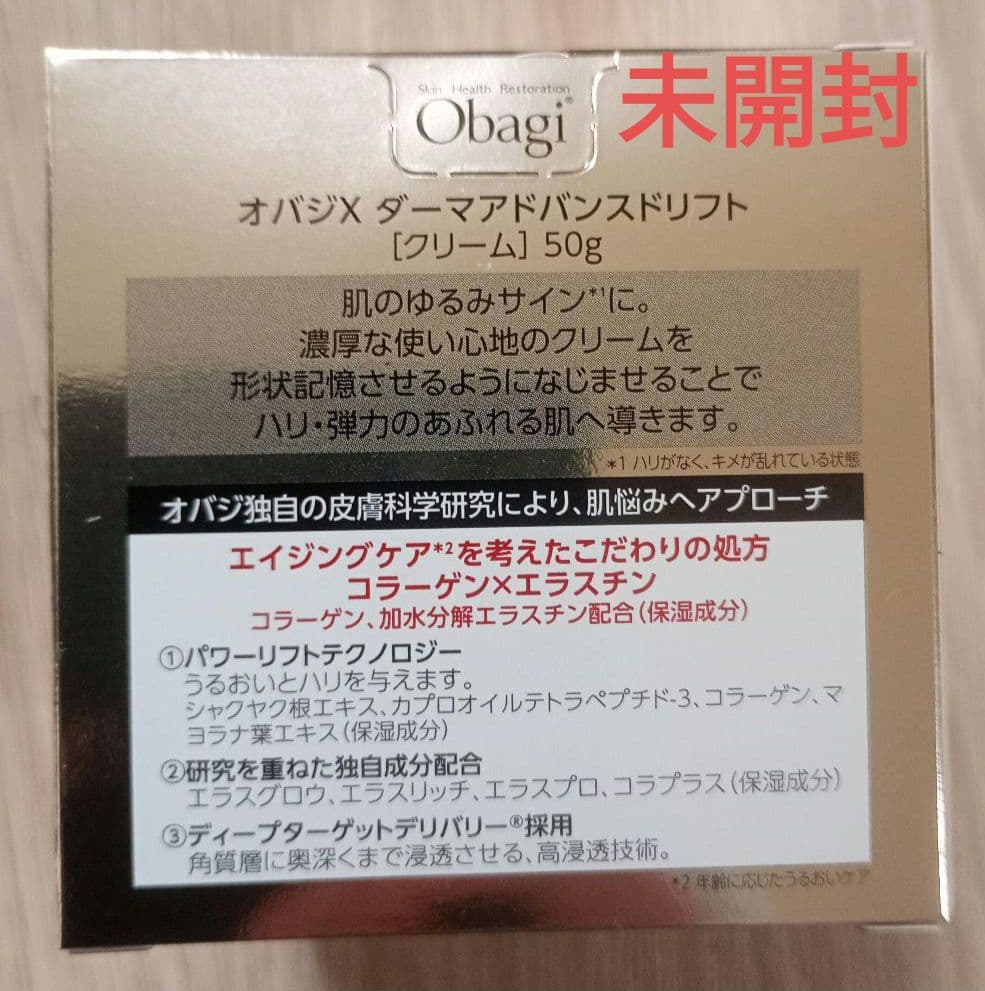 未開封
Skin Health Restoration
Obagi®
オバジX ダーマアドバンスドリフト
[クリーム] 50g
肌のゆるみサイン*1に。
濃厚な使い心地のクリームを
形状記憶させるようになじませることで
ハリ・弾力のあふれる肌へ導きます。
*1 ハリがなく、キメが乱れている状態
オバジ独自の皮膚科学研究により、肌悩みへアプローチ
エイジングケア*2を考えたこだわりの処方
コラーゲン×エラスチン
コラーゲン、加水分解エラスチン配合(保湿成分)
①パワーリフトテクノロジー
うるおいとハリを与えます。
シャクヤク根エキス、カプロオイルテトラペプチド-3、コラーゲン、マ
ヨラナ葉エキス(保湿成分)
②研究を重ねた独自成分配合
エラスグロウ、エラスリッチ、エラスプロ、コラプラス(保湿成分)
③ディープターゲットデリバリー®採用
角質層に奥深くまで浸透させる、高浸透技術。
*2 年齢に応じたうるおいケア